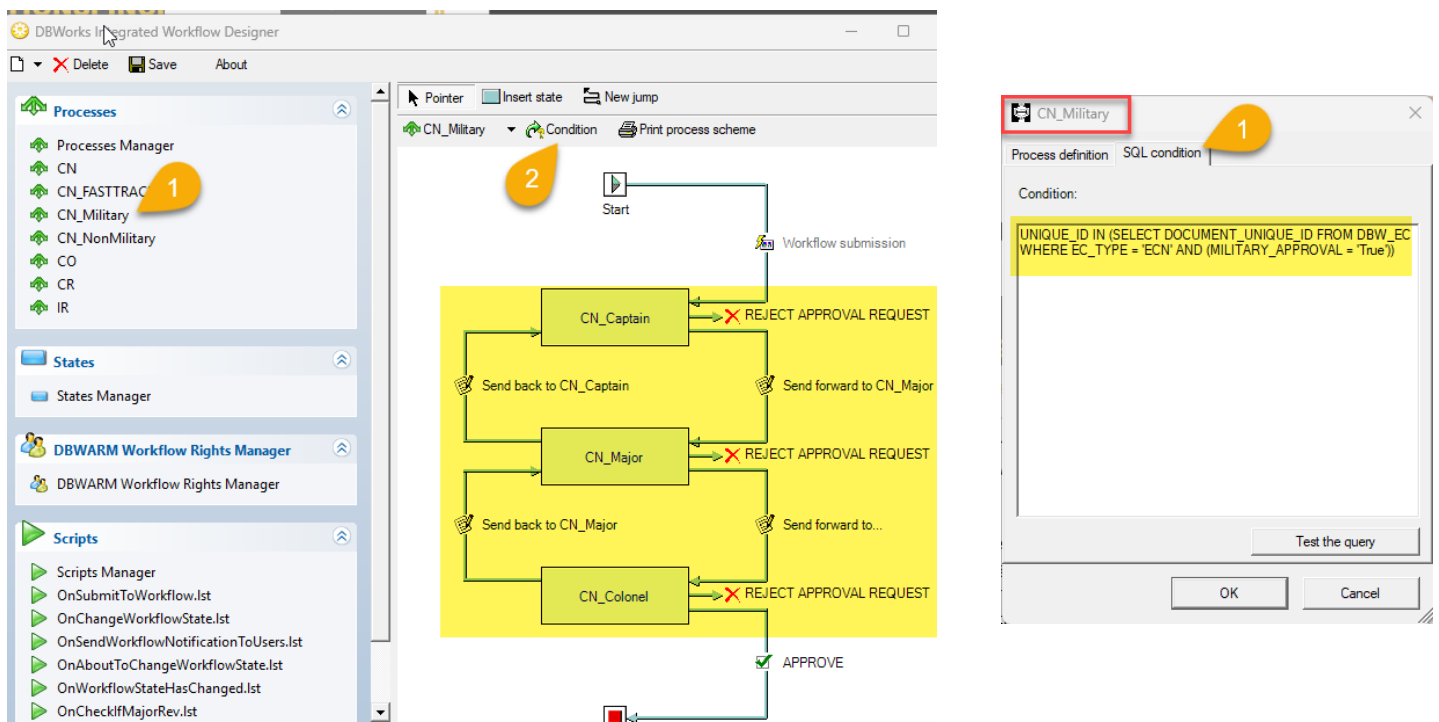 DBWorks Integrated Workflow Designer
Delete Save About
Processes
Processes Manager
CN
CN_FASTTRAC
1
CN_Military
CN_NonMilitary
CO
CR
IR
States
States Manager
DBWARM Workflow Rights Manager
DBWARM Workflow Rights Manager
Scripts
Scripts Manager
OnSubmitToWorkflow.lst
OnChangeWorkflowState.lst
OnSendWorkflowNotificationToUsers.lst
OnAboutToChangeWorkflowState.lst
OnWorkflowStateHasChanged.lst
OnCheckIfMajorRev.lst
Pointer Insert state New jump
CN_Military Condition Print process scheme
2
Start
Workflow submission
CN_Captain
REJECT APPROVAL REQUEST
Send back to CN_Captain
Send forward to CN_Major
CN_Major
REJECT APPROVAL REQUEST
Send back to CN_Major
Send forward to...
CN_Colonel
REJECT APPROVAL REQUEST
APPROVE
CN_Military
1
Process definition SQL condition
Condition:
UNIQUE_ID IN (SELECT DOCUMENT_UNIQUE_ID FROM DBW_EC
WHERE EC_TYPE = 'ECN' AND (MILITARY_APPROVAL = 'True'))
Test the query
OK Cancel